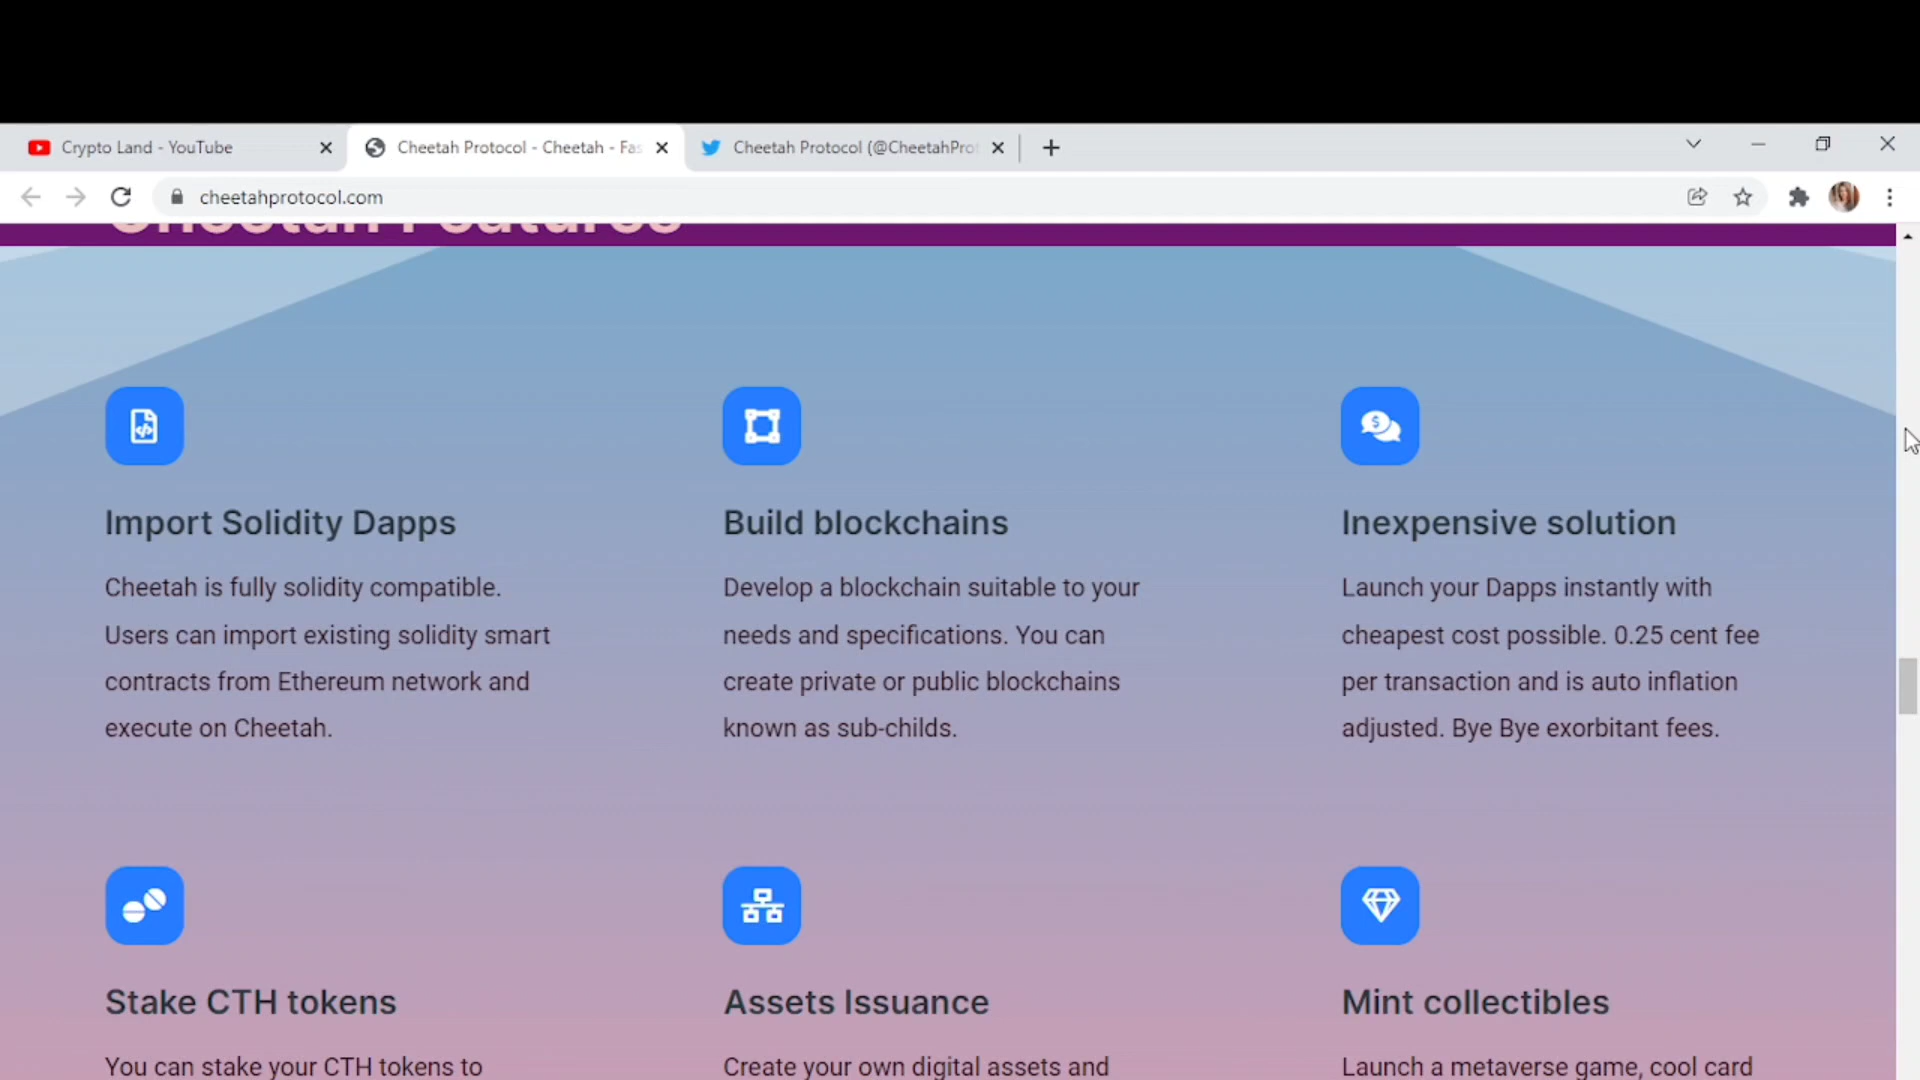 Crypto Land - YouTube
Cheetah Protocol - Cheetah - Fas
Cheetah Protocol (@CheetahProt
cheetahprotocol.com
Cheetah Features
Import Solidity Dapps
Cheetah is fully solidity compatible.
Users can import existing solidity smart
contracts from Ethereum network and
execute on Cheetah.
Build blockchains
Develop a blockchain suitable to your
needs and specifications. You can
create private or public blockchains
known as sub-childs.
Inexpensive solution
Launch your Dapps instantly with
cheapest cost possible. 0.25 cent fee
per transaction and is auto inflation
adjusted. Bye Bye exorbitant fees.
Stake CTH tokens
You can stake your CTH tokens to
Assets Issuance
Create your own digital assets and
Mint collectibles
Launch a metaverse game, cool card